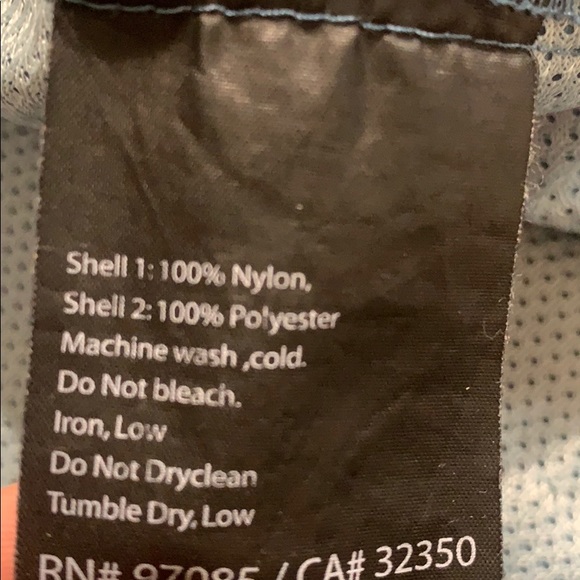 Shell 1: 100% Nylon,
Shell 2: 100% Polyester
Machine wash ,cold.
Do Not bleach.
Iron, Low
Do Not Dryclean
Tumble Dry, Low
RN# 97085 / CA# 32350